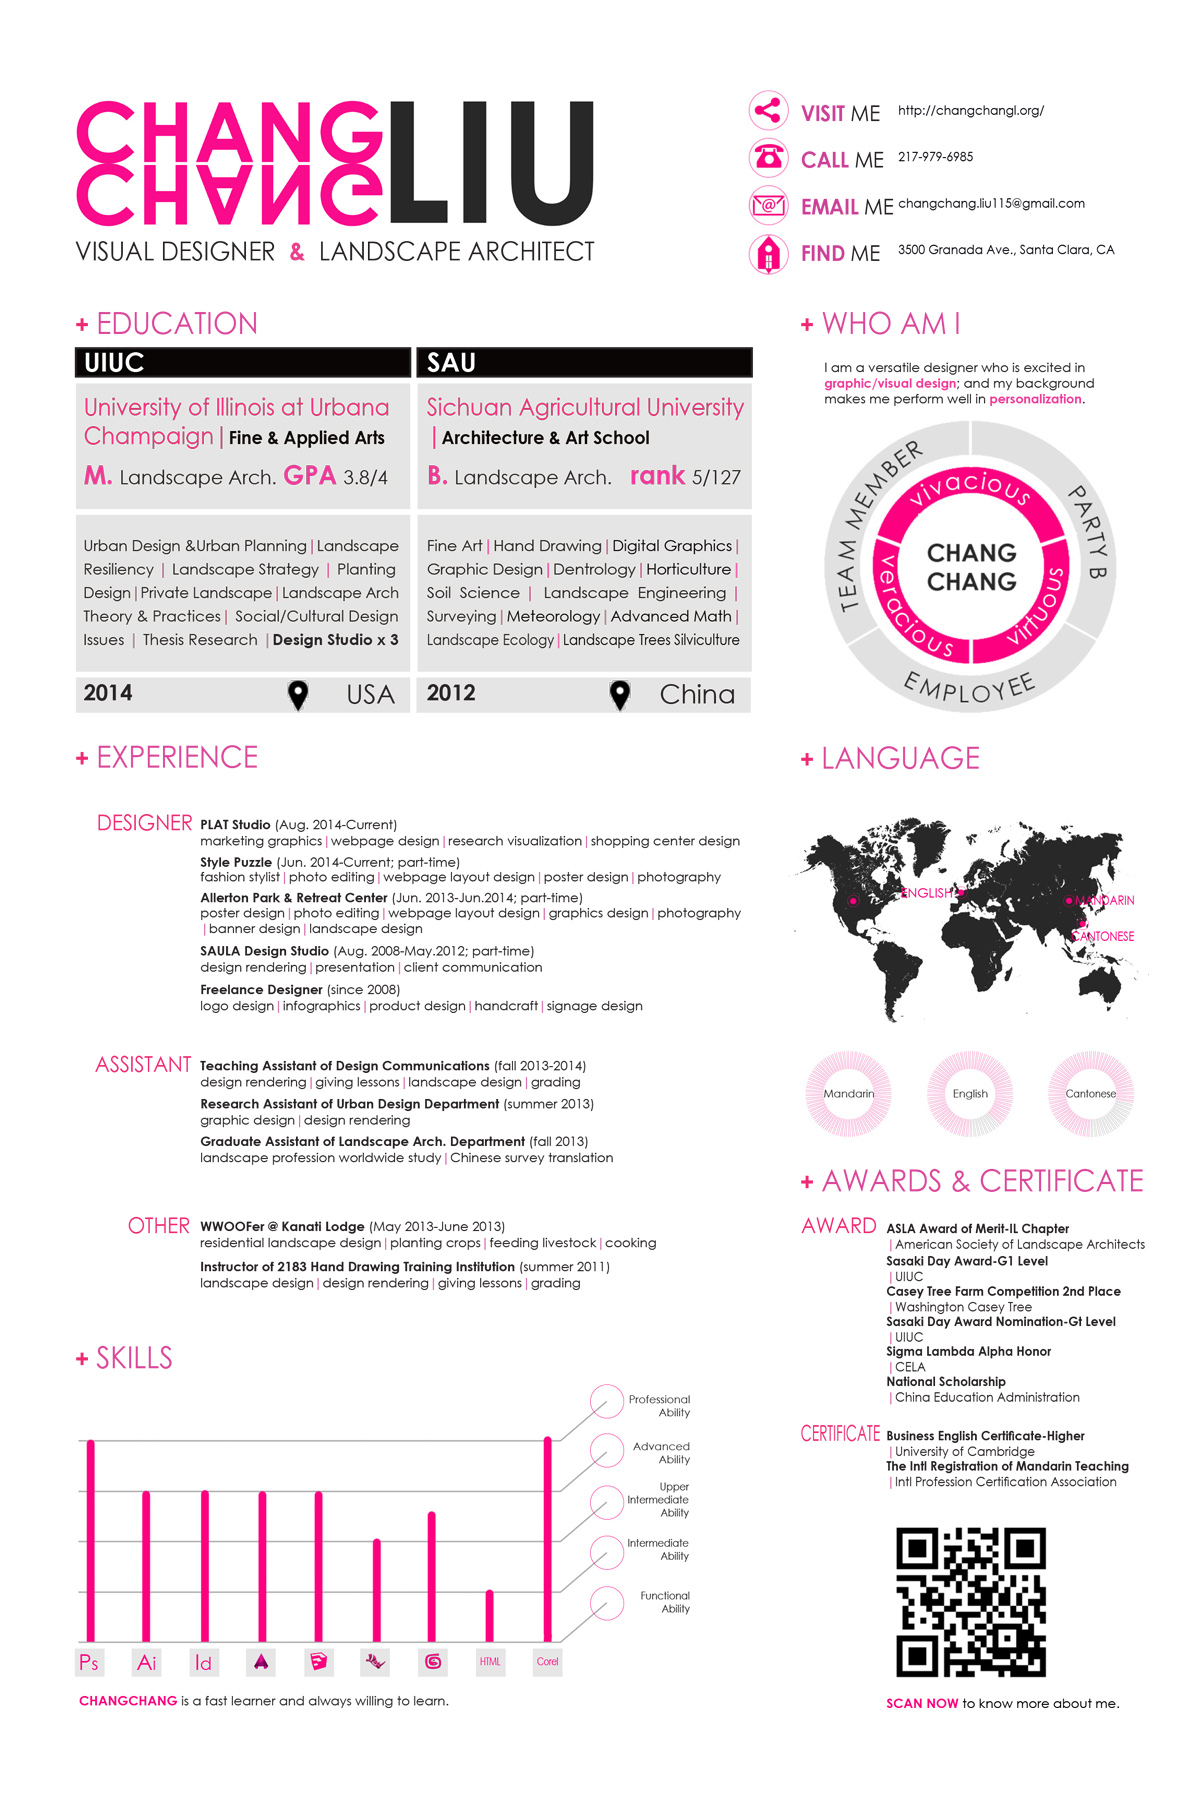 CHANG LIU
CHANG
VISUAL DESIGNER & LANDSCAPE ARCHITECT
VISIT ME http://changchangl.org/
CALL ME 217-979-6985
EMAIL ME changchang.liu115@gmail.com
FIND ME 3500 Granada Ave., Santa Clara, CA
+ EDUCATION
UIUC
University of Illinois at Urbana
Champaign|Fine & Applied Arts
M. Landscape Arch. GPA 3.8/4
Urban Design &Urban Planning|Landscape
Resiliency | Landscape Strategy | Planting
Design|Private Landscape|Landscape Arch
Theory & Practices| Social/Cultural Design
Issues | Thesis Research |Design Studio x 3
2014 USA
SAU
Sichuan Agricultural University
|Architecture & Art School
B. Landscape Arch. rank 5/127
Fine Art|Hand Drawing|Digital Graphics|
Graphic Design|Dentrology|Horticulture|
Soil Science | Landscape Engineering |
Surveying|Meteorology|Advanced Math|
Landscape Ecology|Landscape Trees Silviculture
2012 China
+ WHO AM I
I am a versatile designer who is excited in
graphic/visual design; and my background
makes me perform well in personalization.
TEAM MEMBER
PARTY B
EMPLOYEE
vivacious
veracious
virtuous
CHANG
CHANG
+ EXPERIENCE
DESIGNER
PLAT Studio (Aug. 2014-Current)
marketing graphics|webpage design|research visualization|shopping center design
Style Puzzle (Jun. 2014-Current; part-time)
fashion stylist|photo editing|webpage layout design|poster design|photography
Allerton Park & Retreat Center (Jun. 2013-Jun.2014; part-time)
poster design|photo editing|webpage layout design|graphics design|photography
|banner design|landscape design
SAULA Design Studio (Aug. 2008-May.2012; part-time)
design rendering|presentation|client communication
Freelance Designer (since 2008)
logo design|infographics|product design|handcraft|signage design
ASSISTANT
Teaching Assistant of Design Communications (fall 2013-2014)
design rendering|giving lessons|landscape design|grading
Research Assistant of Urban Design Department (summer 2013)
graphic design|design rendering
Graduate Assistant of Landscape Arch. Department (fall 2013)
landscape profession worldwide study|Chinese survey translation
OTHER
WWOOFer @ Kanati Lodge (May 2013-June 2013)
residential landscape design|planting crops|feeding livestock|cooking
Instructor of 2183 Hand Drawing Training Institution (summer 2011)
landscape design|design rendering|giving lessons|grading
+ LANGUAGE
ENGLISH
MANDARIN
CANTONESE
Mandarin
English
Cantonese
+ AWARDS & CERTIFICATE
AWARD
ASLA Award of Merit-IL Chapter
|American Society of Landscape Architects
Sasaki Day Award-G1 Level
|UIUC
Casey Tree Farm Competition 2nd Place
|Washington Casey Tree
Sasaki Day Award Nomination-Gt Level
|UIUC
Sigma Lambda Alpha Honor
|CELA
National Scholarship
|China Education Administration
CERTIFICATE
Business English Certificate-Higher
|University of Cambridge
The Intl Registration of Mandarin Teaching
|Intl Profession Certification Association
SCAN NOW to know more about me.
+ SKILLS
Professional
Ability
Advanced
Ability
Upper
Intermediate
Ability
Intermediate
Ability
Functional
Ability
Ps Ai Id HTML Corel
CHANGCHANG is a fast learner and always willing to learn.